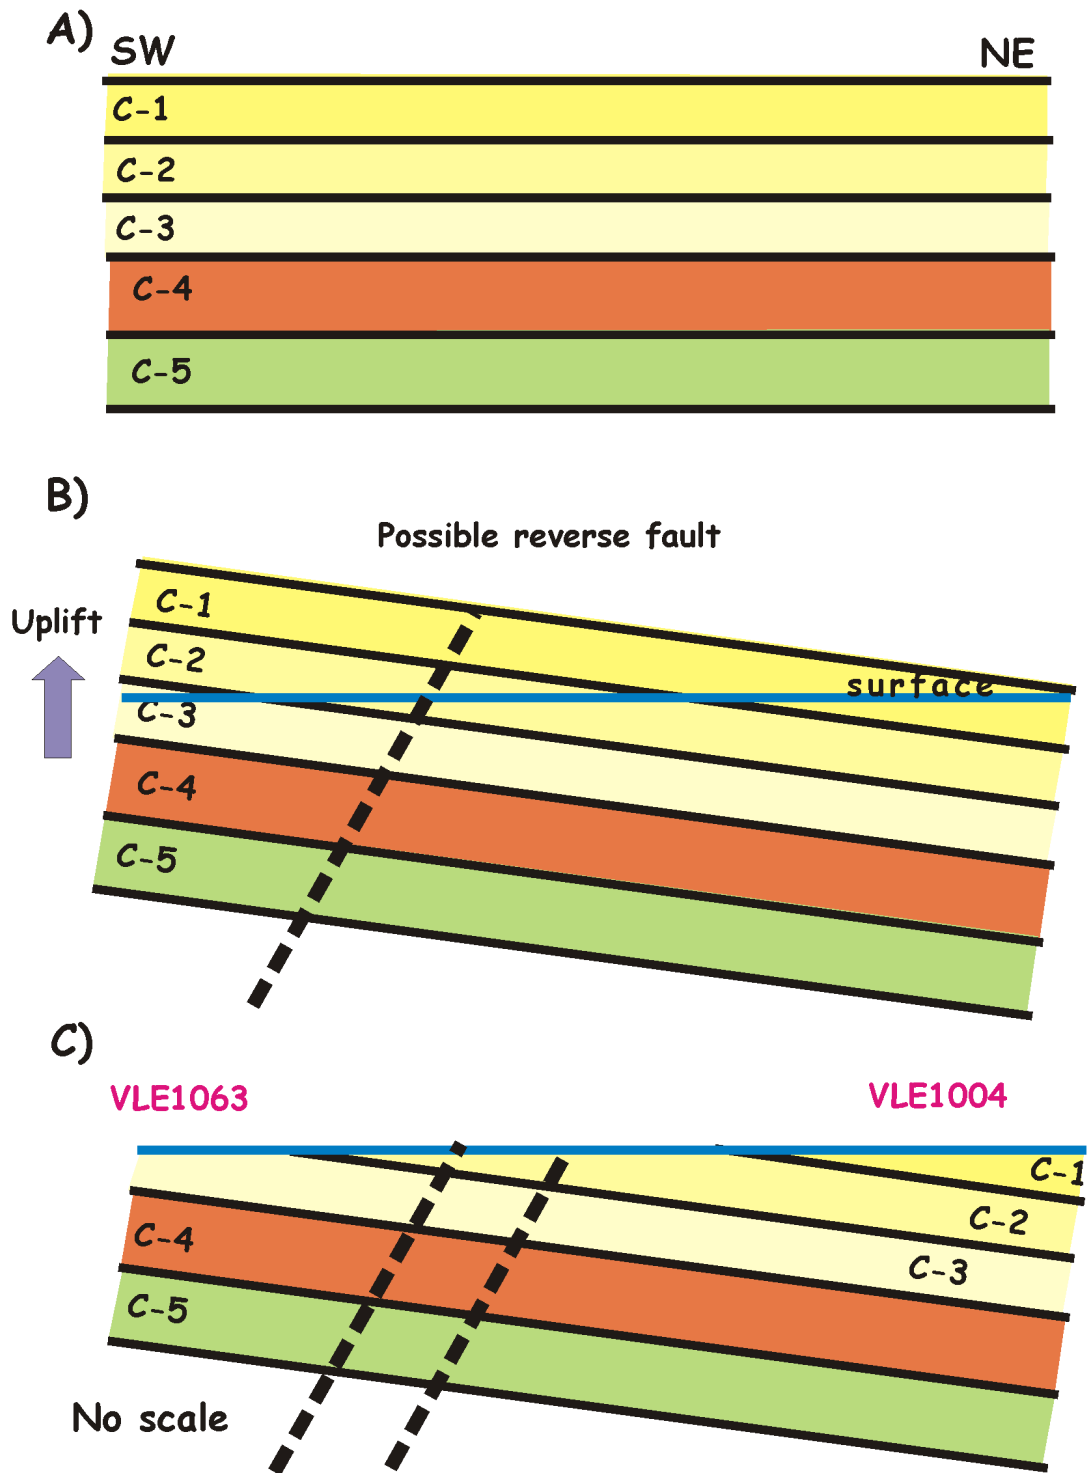 A)
SW NE
C-1
C-2
C-3
C-4
C-5
B)
Possible reverse fault
Uplift
C-1
C-2
surface
C-3
C-4
C-5
C)
VLE1063 VLE1004
C-1
C-2
C-3
C-4
C-5
No scale